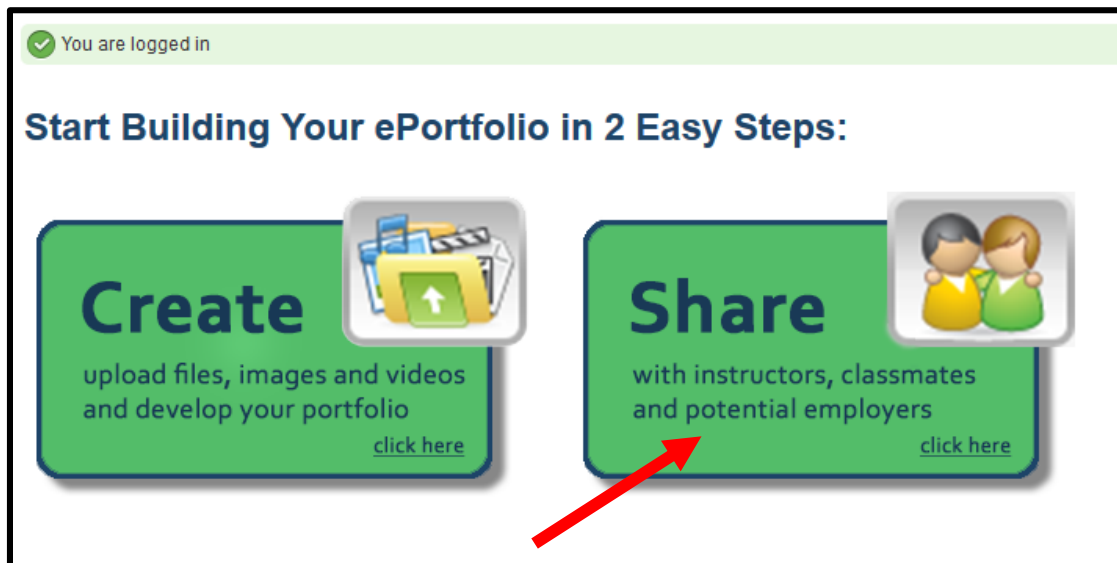 You are logged in
Start Building Your ePortfolio in 2 Easy Steps:
Create
upload files, images and videos
and develop your portfolio
click here
Share
with instructors, classmates
and potential employers
click here